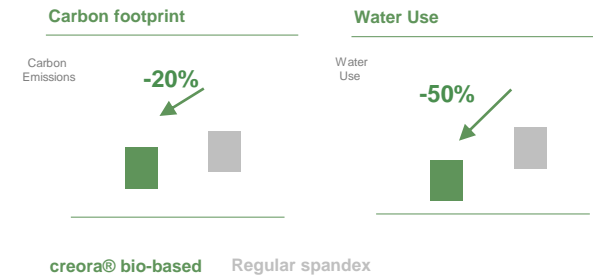 Carbon footprint
Carbon
Emissions
-20%
Water Use
Water
Use
-50%
creora® bio-based
Regular spandex